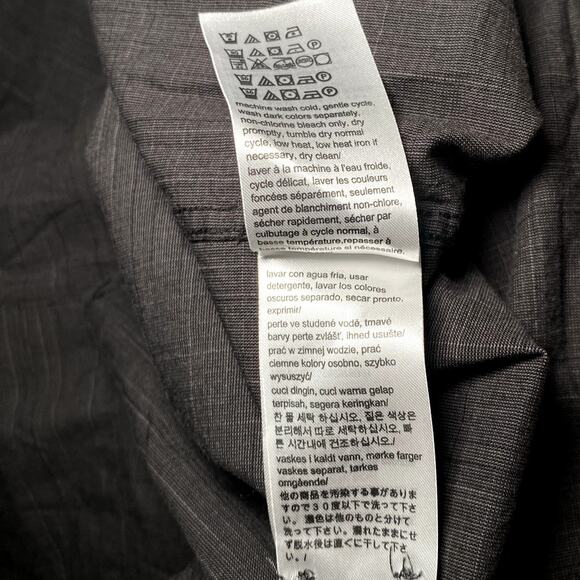 machine wash cold, gentle cycle,
wash dark colors separately,
non-chlorine bleach only, dry
promptly, tumble dry normal
cycle, low heat, low heat iron if
necessary, dry clean/
laver à la machine à l'eau froide,
cycle délicat, laver les couleurs
foncées séparément, seulement
agent de blanchiment non-chlore,
sécher rapidement, sécher par
culbutage à cycle normal, à
basse température,repasser à
basse température si nécessaire,
lavar con agua fria, usar
detergente, lavar los colores
oscuros separado, secar pronto,
exprimir/
perte ve studené vodé, tmavé
barvy perte zvlášť, ihned usušte/
prać w zimnej wodzie, prać
ciemne kolory osobno, szybko
wysuszyć/
cuci dingin, cuci warna gelap
terpisah, segera keringkan/
찬 물 세탁 하십시오, 짙은 색상은
분리해서 따로 세탁 하십시오, 빠
른 시간내에 건조하십시오/
vaskes i kaldt vann, mørke farger
vaskes separat, tørkes
omgående/
他の商品を汚染する事がありま
すので30度以下で洗って下さ
い。濃色は他のものと分けて
洗って下さい。濡れたままにせ
ず脱水後は直ぐに干して下さ
い。